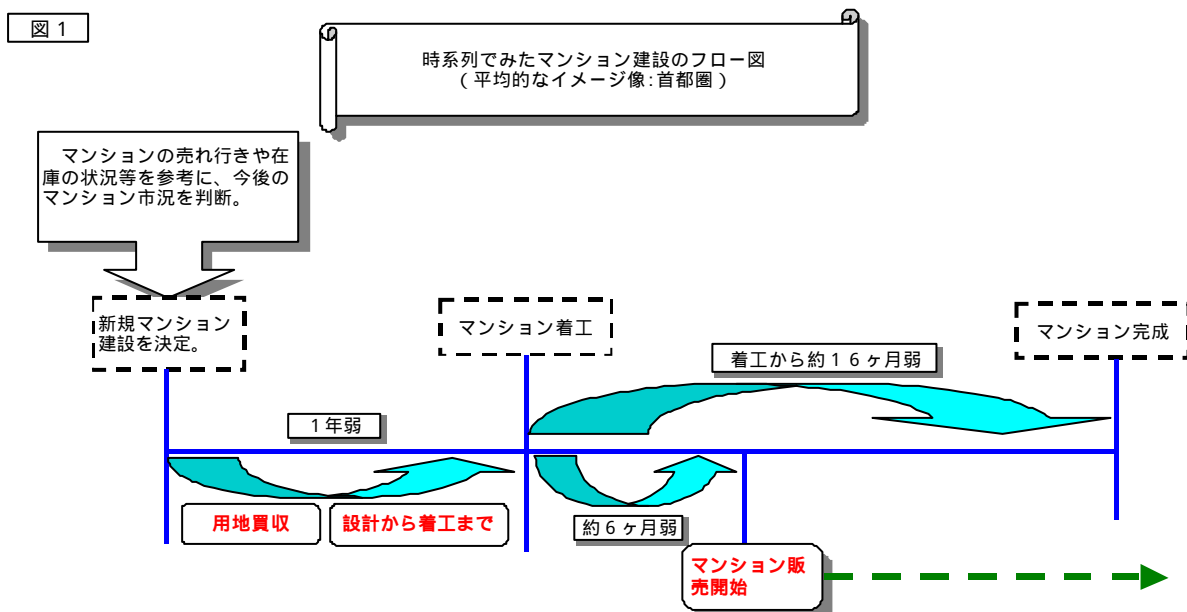 図１
時系列でみたマンション建設のフロー図
（平均的なイメージ像:首都圏）
マンションの売れ行きや在
庫の状況等を参考に、今後の
マンション市況を判断。
新規マンション
建設を決定。
マンション着工
マンション完成
着工から約１６ヶ月弱
１年弱
用地買収
設計から着工まで
約６ヶ月弱
マンション販
売開始